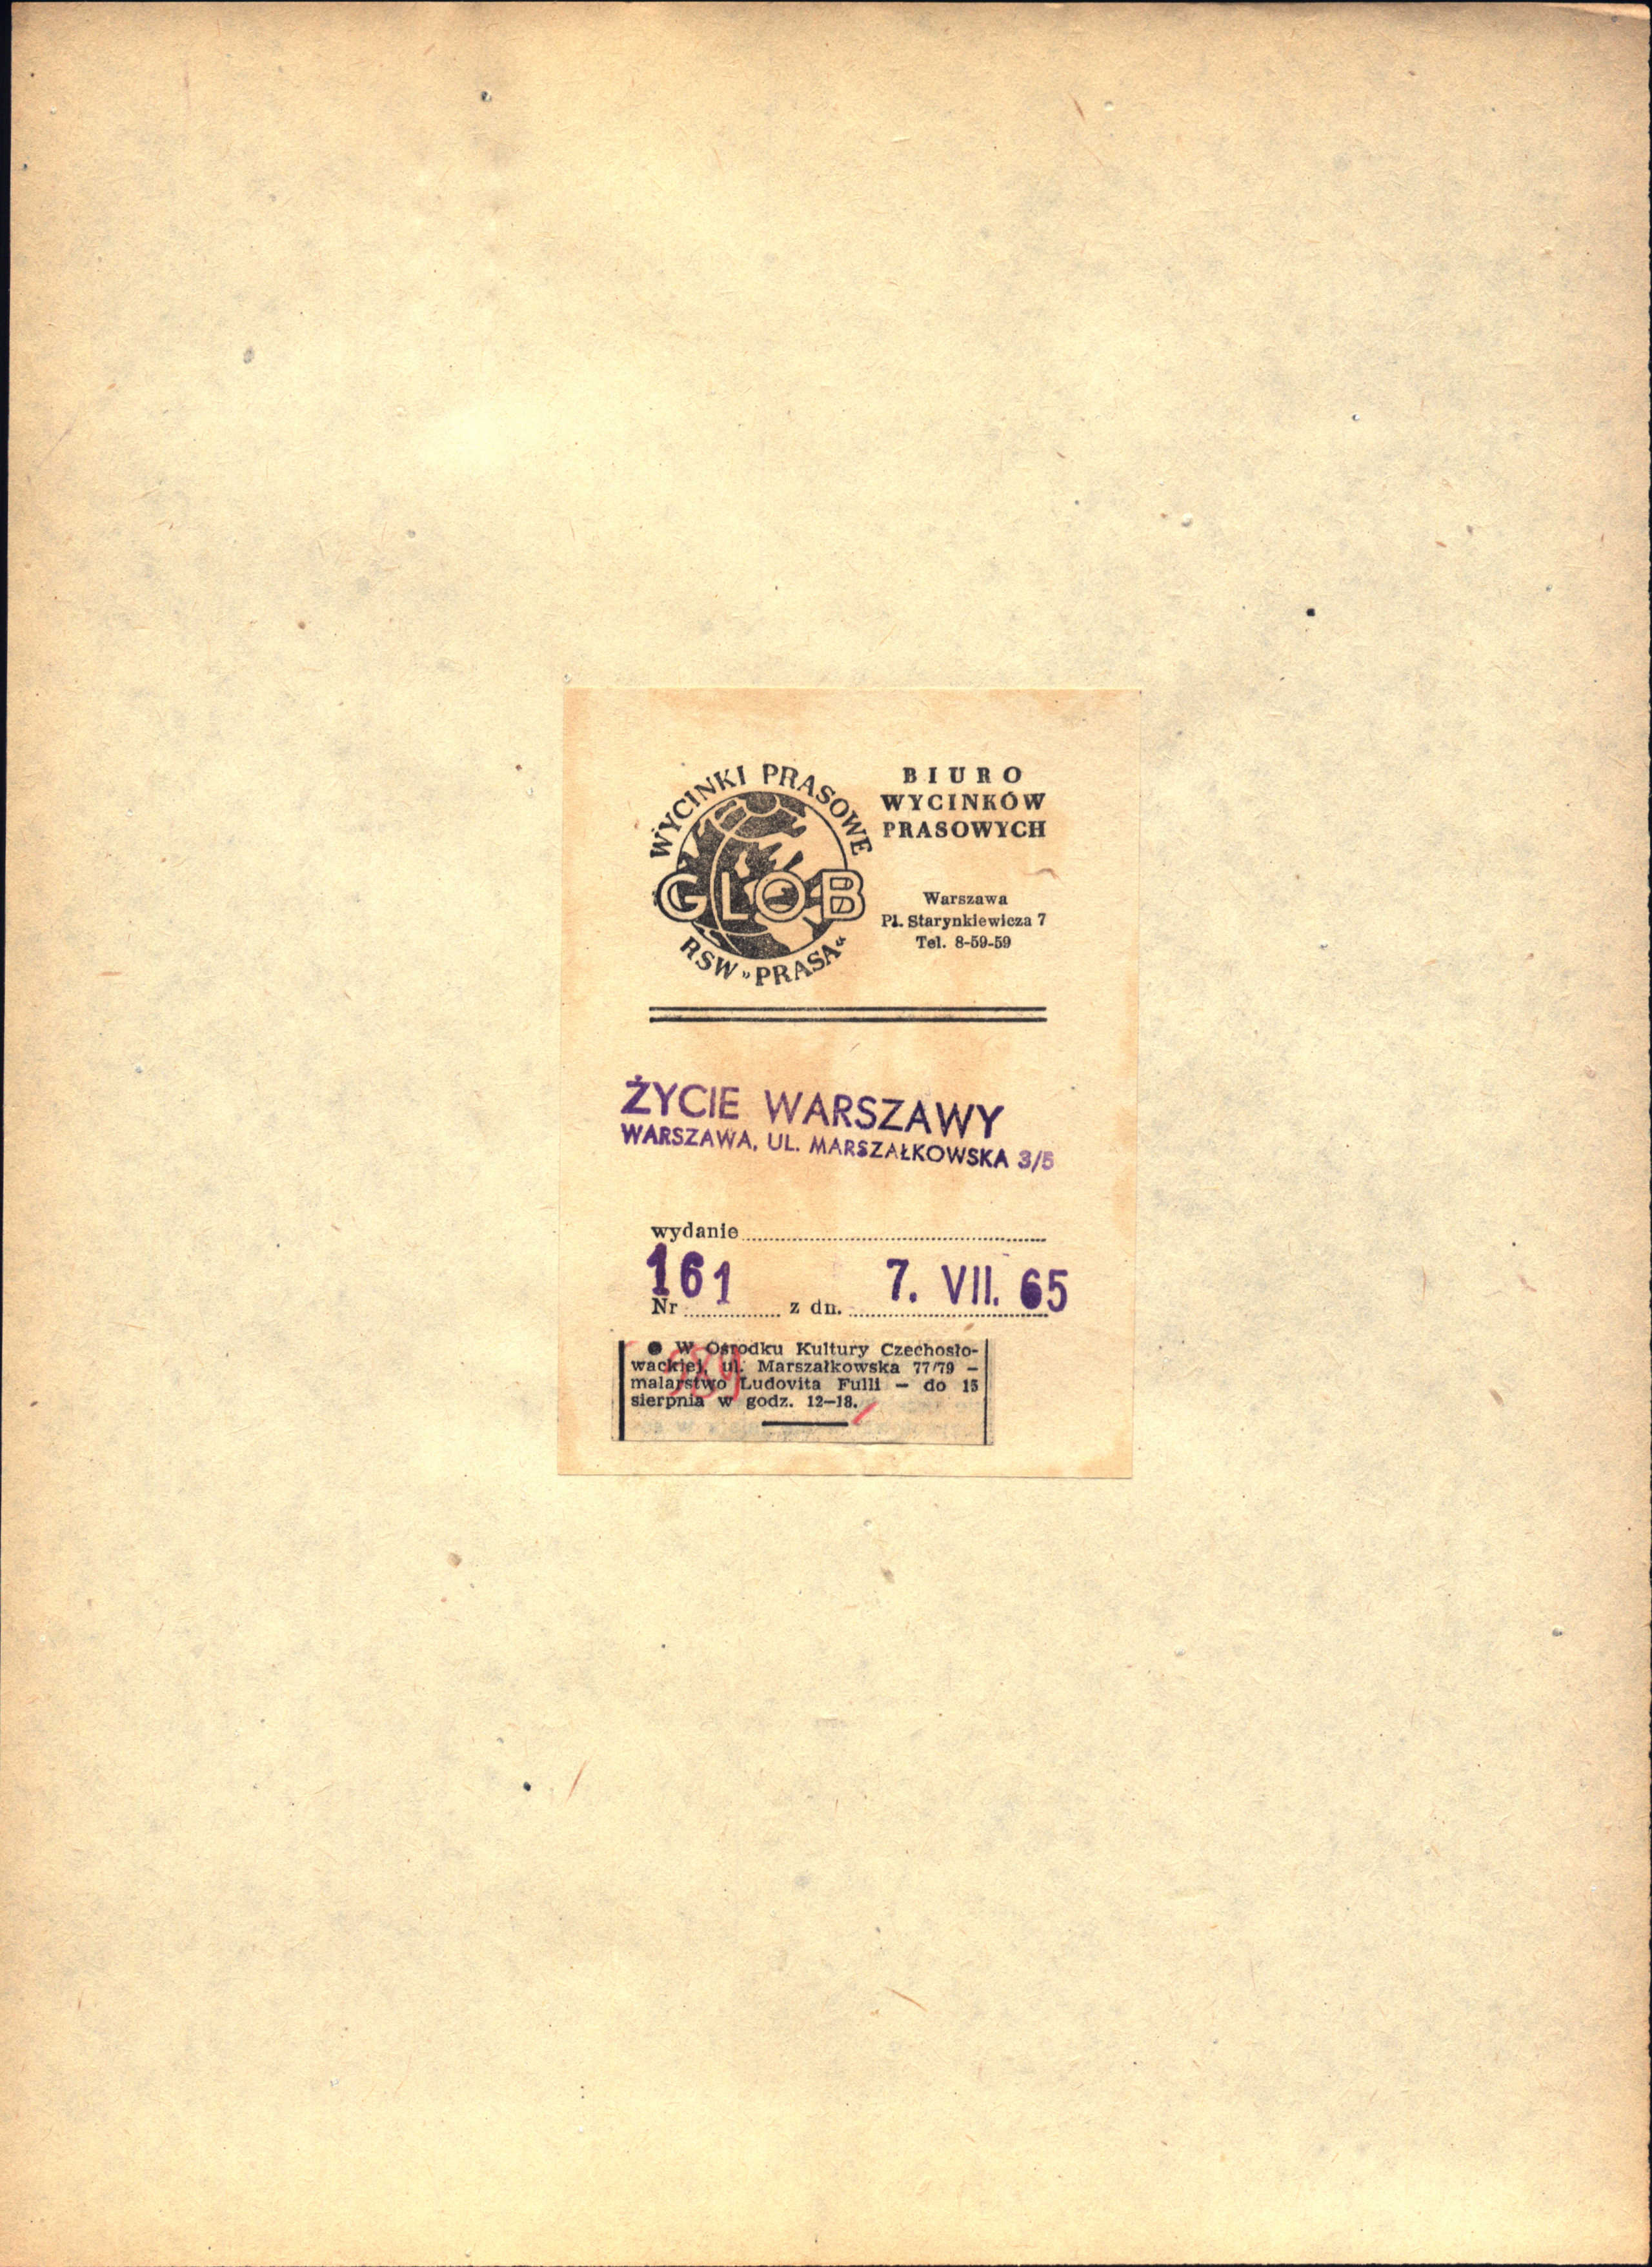 WYCINKI PRASOWE
GLOB
RSW „PRASA“
BIURO
WYCINKÓW
PRASOWYCH
Warszawa
Pl. Starynkiewicza 7
Tel. 8-59-59
ŻYCIE WARSZAWY
WARSZAWA, UL. MARSZAŁKOWSKA 3/5
wydanie
Nr 161 z dn. 7. VII. 65
● W Ośrodku Kultury Czechosło-
wackiej, ul. Marszałkowska 77/79 —
malarstwo Ludovita Fulli — do 15
sierpnia w godz. 12—18.